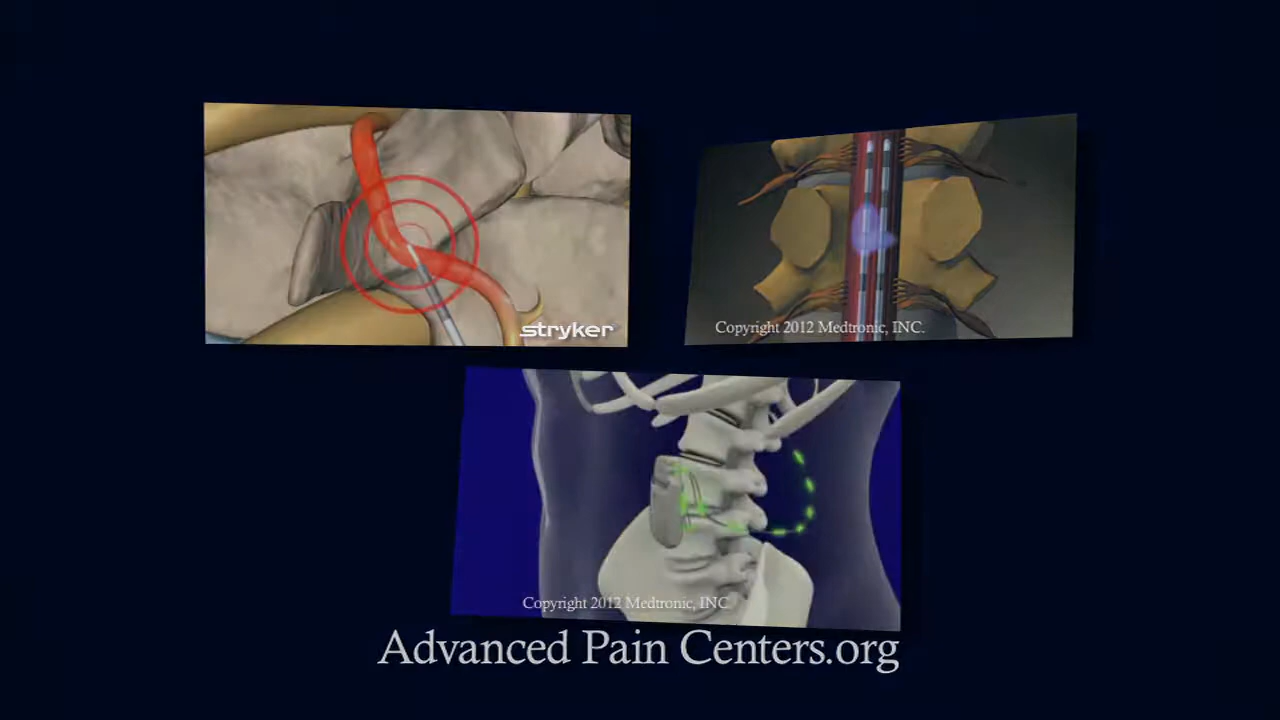 stryker
Copyright 2012 Medtronic, INC.
Copyright 2012 Medtronic, INC.
Advanced Pain Centers.org